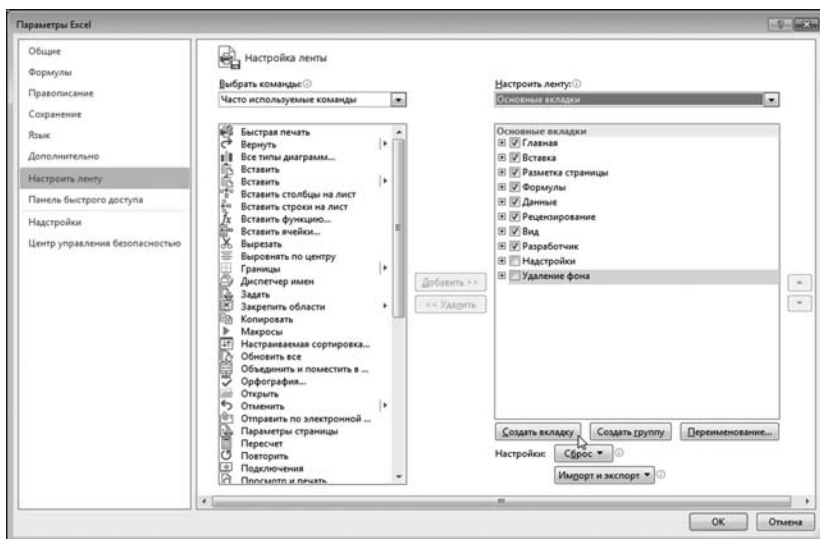 Параметры Excel
Общие
Формулы
Правописание
Сохранение
Язык
Дополнительно
Настроить ленту
Панель быстрого доступа
Надстройки
Центр управления безопасностью
Настройка ленты
Выбрать команды:
Часто используемые команды
Быстрая печать
Вернуть
Все типы диаграмм...
Вставить
Вставить
Вставить столбцы на лист
Вставить строки на лист
Вставить функцию...
Вставить ячейки...
Вырезать
Выровнять по центру
Границы
Диспетчер имен
Задать
Закрепить области
Копировать
Макросы
Настраиваемая сортировка...
Обновить все
Объединить и поместить в ...
Орфография...
Открыть
Отменить
Отправить по электронной ...
Параметры страницы
Пересчет
Повторить
Подключения
Просмотр и печать
Добавить >>
<< Удалить
Настроить ленту:
Основные вкладки
Основные вкладки
Главная
Вставка
Разметка страницы
Формулы
Данные
Рецензирование
Вид
Разработчик
Надстройки
Удаление фона
Создать вкладку
Создать группу
Переименование...
Настройки:
Сброс
Импорт и экспорт
ОК
Отмена